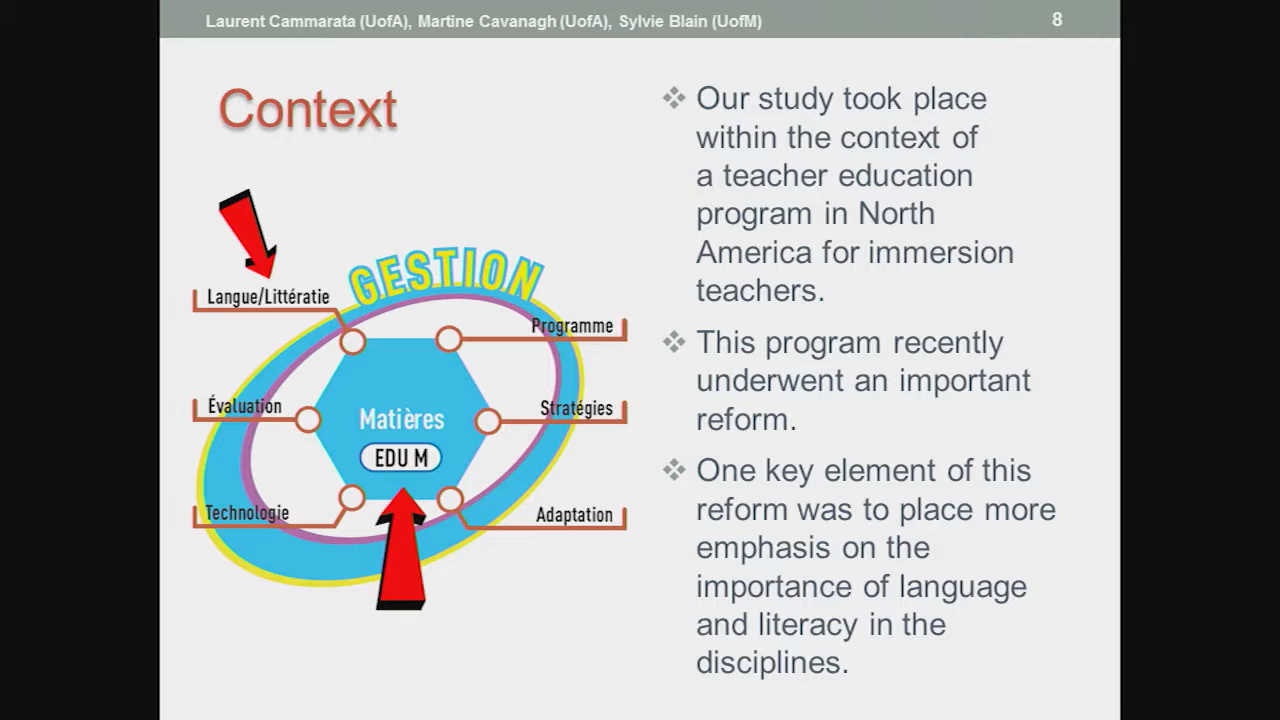 Laurent Cammarata (UofA), Martine Cavanagh (UofA), Sylvie Blain (UofM)
8
Context
GESTION
Langue/Littératie
Programme
Évaluation
Stratégies
Matières
EDU M
Technologie
Adaptation
Our study took place
within the context of
a teacher education
program in North
America for immersion
teachers.
This program recently
underwent an important
reform.
One key element of this
reform was to place more
emphasis on the
importance of language
and literacy in the
disciplines.